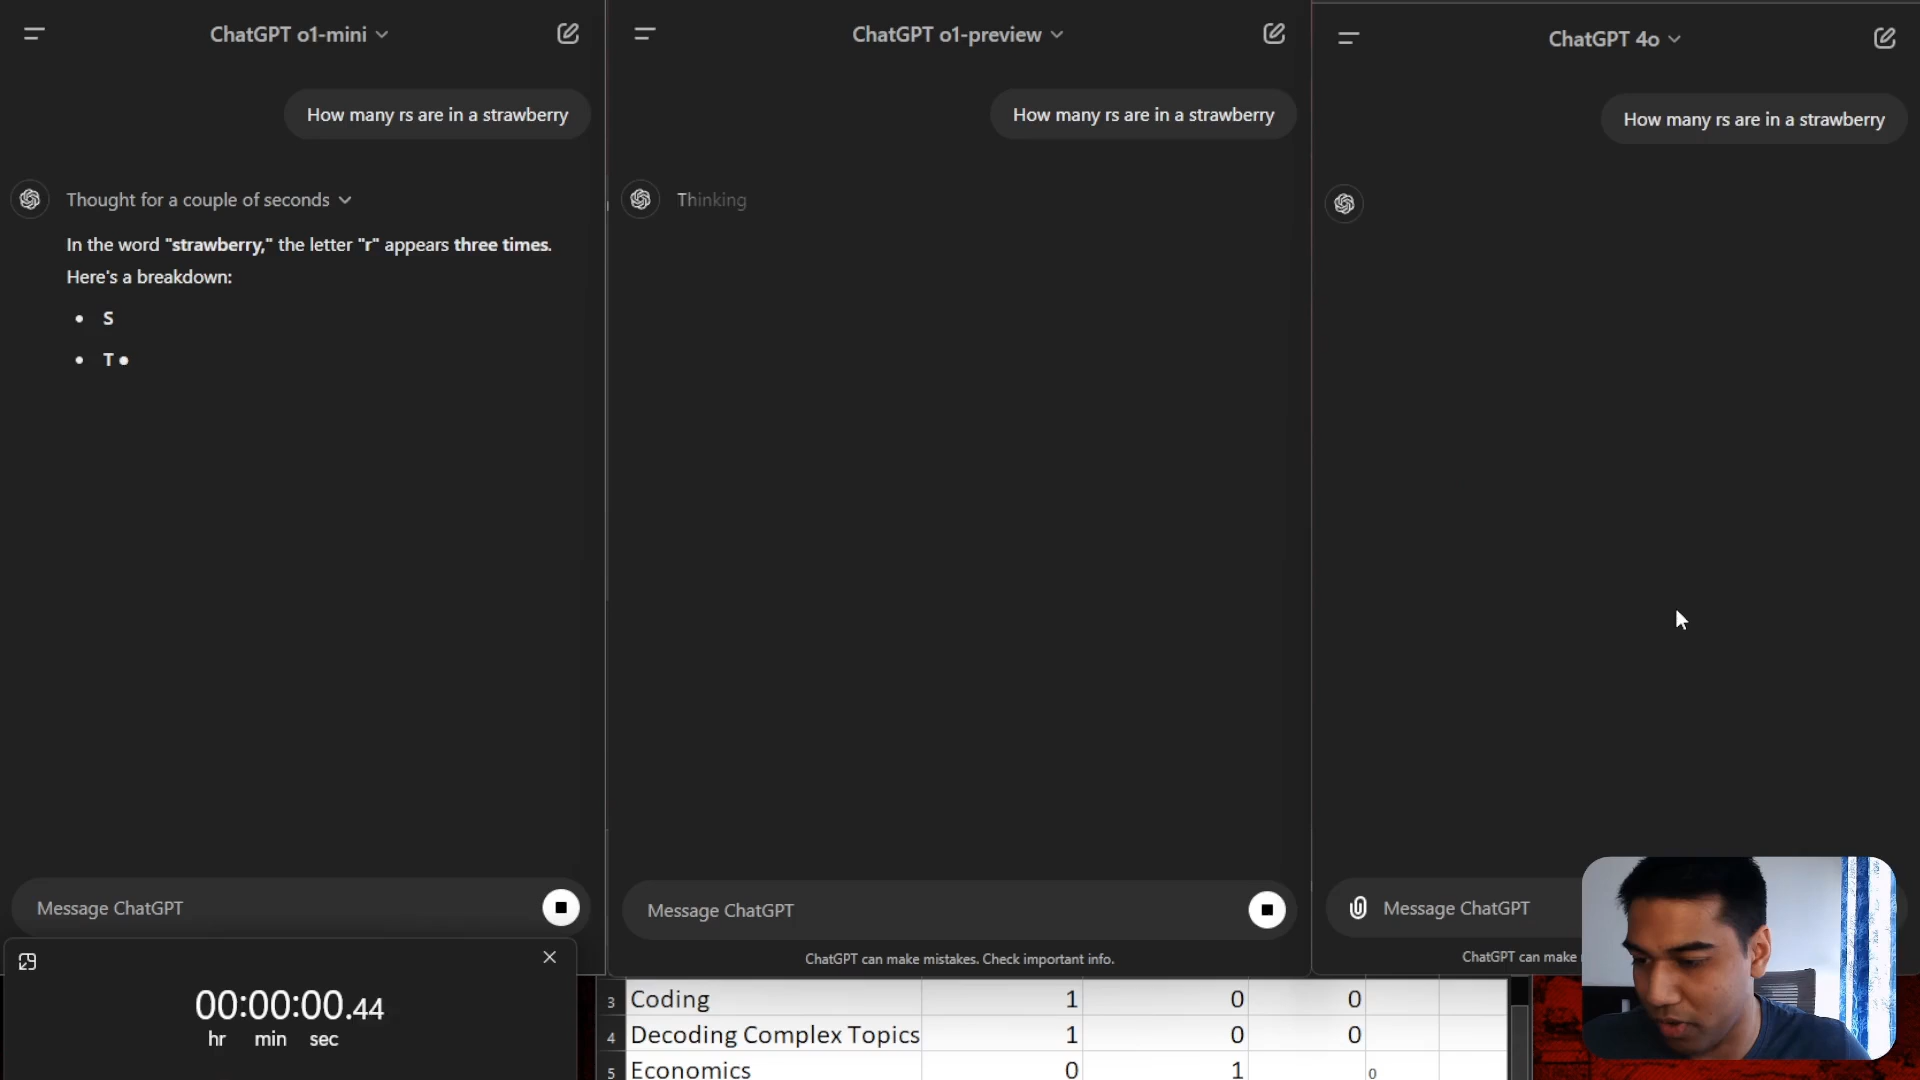 ChatGPT o1-mini
How many rs are in a strawberry
Thought for a couple of seconds
In the word "strawberry," the letter "r" appears three times.
Here's a breakdown:
• S
• T ●
Message ChatGPT
00:00:00.44
hr min sec
ChatGPT o1-preview
How many rs are in a strawberry
Thinking
Message ChatGPT
ChatGPT can make mistakes. Check important info.
ChatGPT 4o
How many rs are in a strawberry
Message ChatGPT
ChatGPT can make
3 Coding 1 0 0
4 Decoding Complex Topics 1 0 0
5 Economics 0 1 0